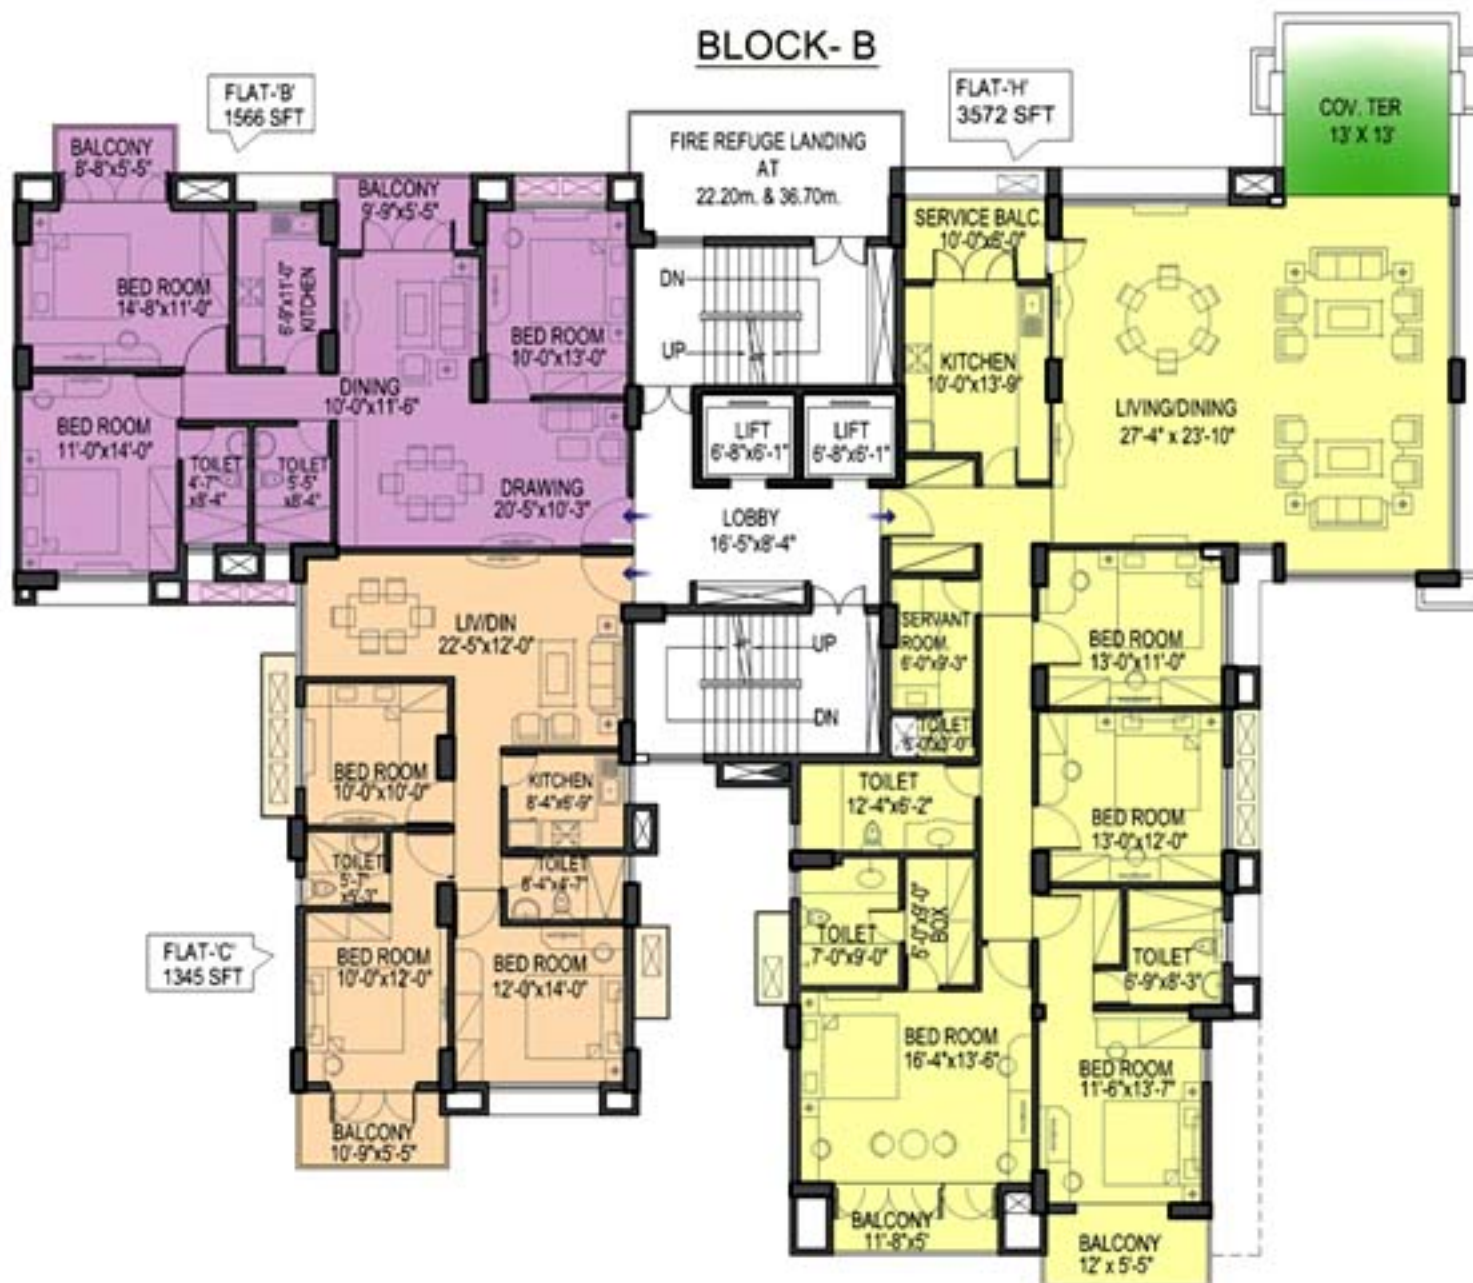 BLOCK- B
FLAT-'B'
1566 SFT
FLAT-'H'
3572 SFT
COV. TER
13' X 13'
FIRE REFUGE LANDING
AT
22.20m. & 36.70m.
BALCONY
8'-8"x5'-5"
BALCONY
9'-9"x5'-5"
BED ROOM
14'-8"x11'-0"
6'-9"x11'-0"
KITCHEN
BED ROOM
10'-0"x13'-0"
DINING
10'-0"x11'-6"
BED ROOM
11'-0"x14'-0"
TOILET
4'-7"
x8'-4"
TOILET
5'-5"
x8'-4"
DRAWING
20'-5"x10'-3"
DN
UP
LIFT
6'-8"x6'-1"
LIFT
6'-8"x6'-1"
LOBBY
16'-5"x8'-4"
SERVICE BALC.
10'-0"x6'-0"
KITCHEN
10'-0"x13'-9"
LIVING/DINING
27'-4" x 23'-10"
LIV/DIN
22'-5"x12'-0"
UP
DN
SERVANT
ROOM
6'-0"x9'-3"
TOILET
BED ROOM
13'-0"x11'-0"
BED ROOM
10'-0"x10'-0"
KITCHEN
8'-4"x6'-9"
TOILET
12'-4"x6'-2"
BED ROOM
13'-0"x12'-0"
TOILET
5'-7"
x5'-3"
TOILET
8'-4"x4'-7"
TOILET
7'-0"x9'-0"
5'-0"x9'-0"
BOX
TOILET
6'-9"x8'-3"
FLAT-'C'
1345 SFT
BED ROOM
10'-0"x12'-0"
BED ROOM
12'-0"x14'-0"
BED ROOM
16'-4"x13'-6"
BED ROOM
11'-6"x13'-7"
BALCONY
10'-9"x5'-5"
BALCONY
11'-8"x5'
BALCONY
12' x 5'-5"